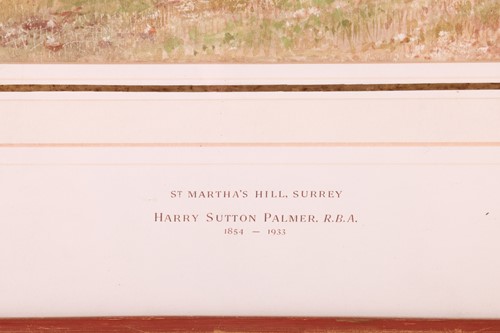 ST MARTHA'S HILL, SURREY
HARRY SUTTON PALMER, R.B.A.
1854 — 1933